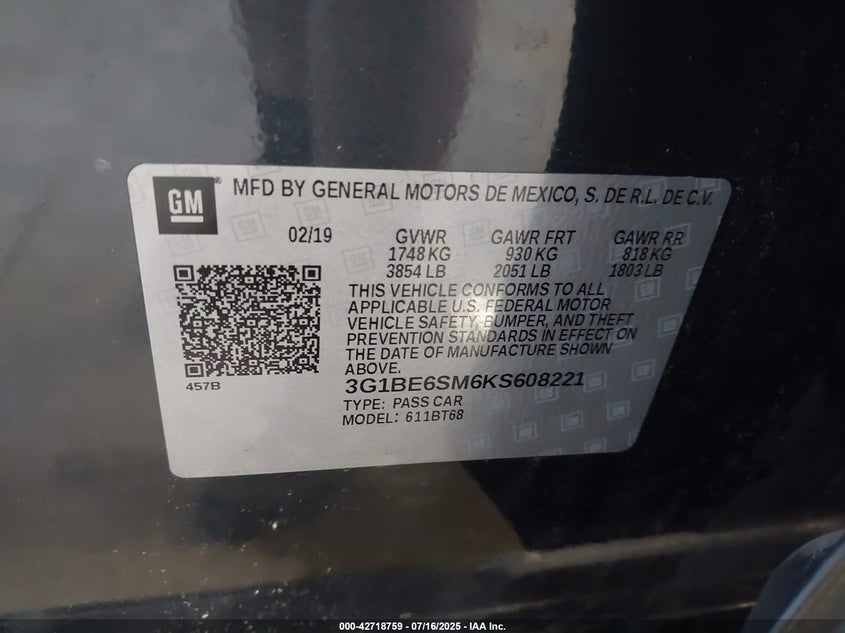 GM ® MFD BY GENERAL MOTORS DE MEXICO, S. DE R.L. DE C.V.
02/19 GVWR GAWR FRT GAWR RR
1748 KG 930 KG 818 KG
3854 LB 2051 LB 1803 LB
THIS VEHICLE CONFORMS TO ALL
APPLICABLE U.S. FEDERAL MOTOR
VEHICLE SAFETY, BUMPER, AND THEFT
PREVENTION STANDARDS IN EFFECT ON
THE DATE OF MANUFACTURE SHOWN
ABOVE.
457B
3G1BE6SM6KS608221
TYPE: PASS CAR
MODEL: 611BT68
000-42718759 - 07/16/2025 - IAA Inc.